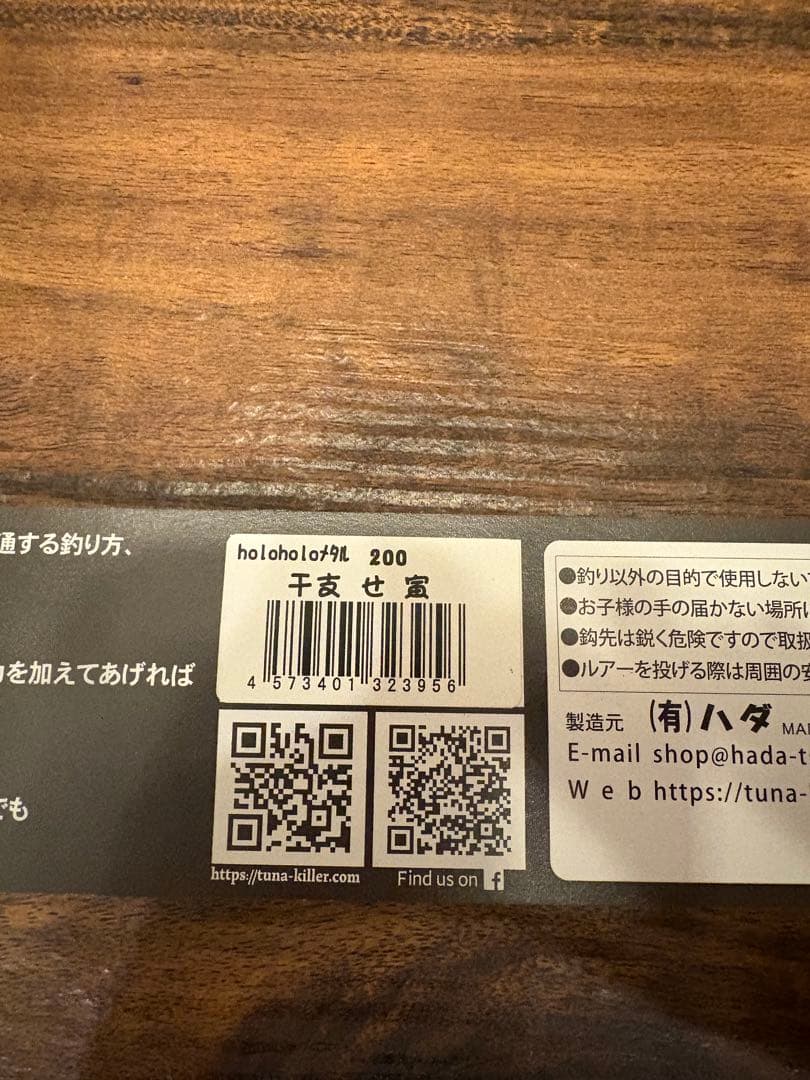 通する釣り方、
を加えてあげれば
でも
holoholoメタル 200
干支 せ 寅
4 573401 323956
https://tuna-killer.com
Find us on f
●釣り以外の目的で使用しない
●お子様の手の届かない場所に
●鈎先は鋭く危険ですので取扱
●ルアーを投げる際は周囲の安
製造元 (有)ハダ MA
E-mail shop@hada-t
Web https://tuna-